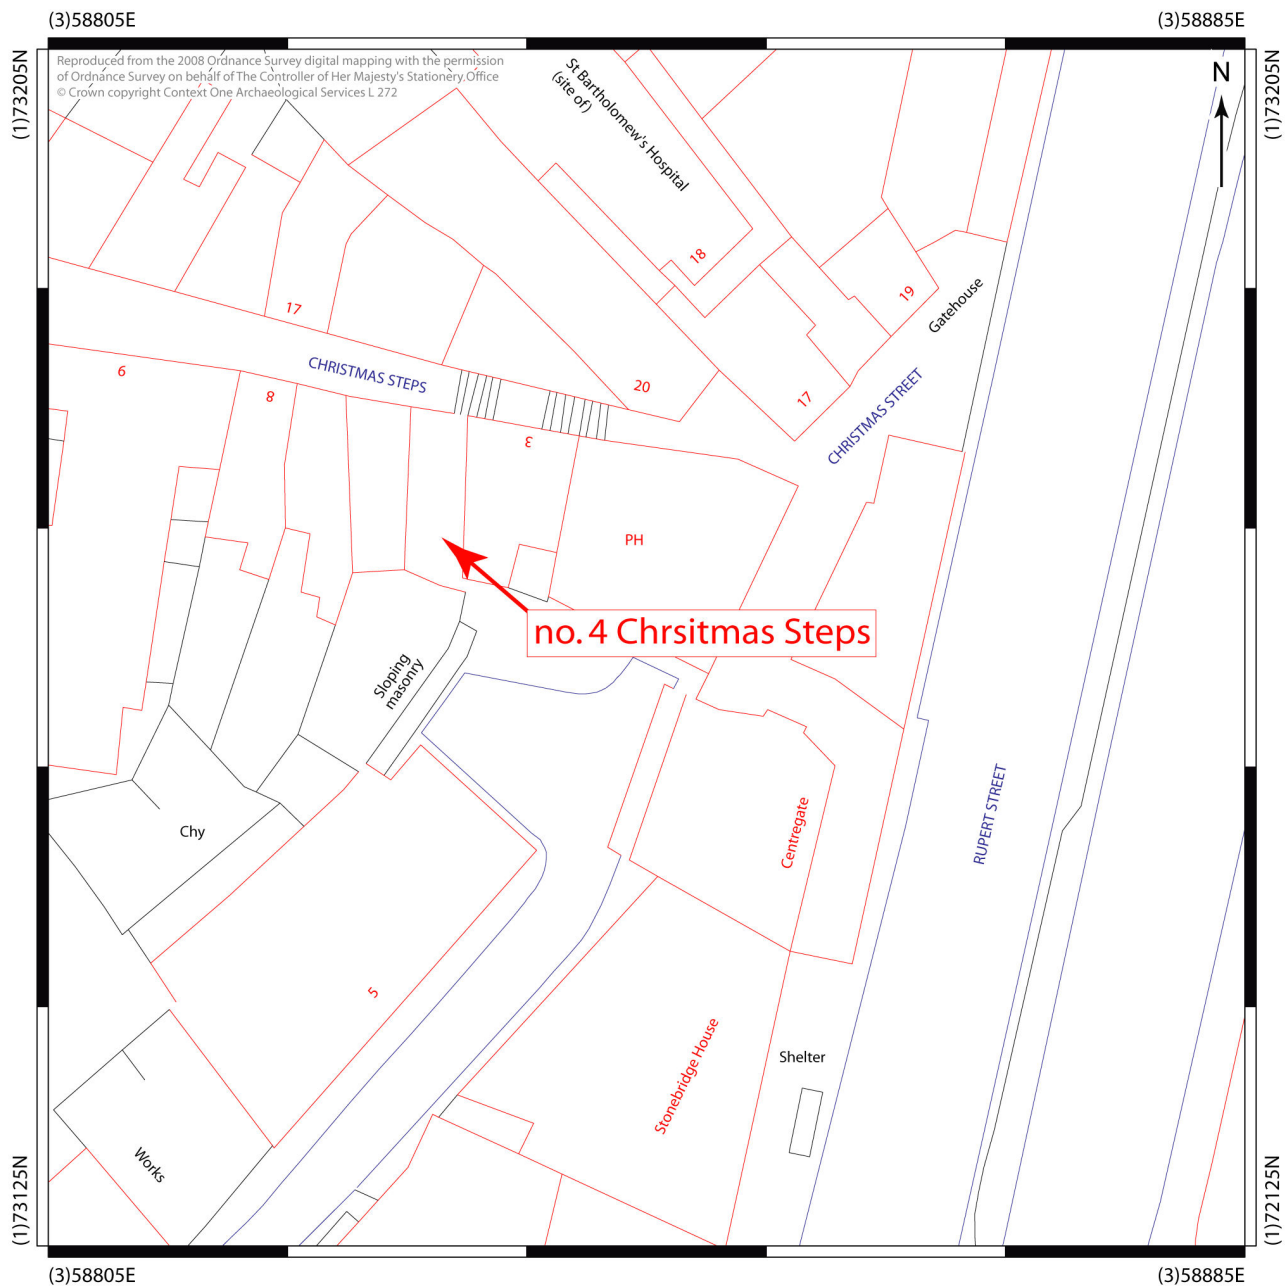 (3)58805E
(3)58885E
(1)73205N
(1)73205N
Reproduced from the 2008 Ordnance Survey digital mapping with the permission
of Ordnance Survey on behalf of The Controller of Her Majesty's Stationery Office
© Crown copyright Context One Archaeological Services L 272
N
St Bartholomew's Hospital
(site of)
18
19
Gatehouse
17
CHRISTMAS STEPS
6
8
20
17
CHRISTMAS STREET
3
PH
no. 4 Chrsitmas Steps
Sloping
masonry
Chy
Centregate
RUPERT STREET
5
Stonebridge House
Shelter
Works
(1)73125N
(1)72125N
(3)58805E
(3)58885E